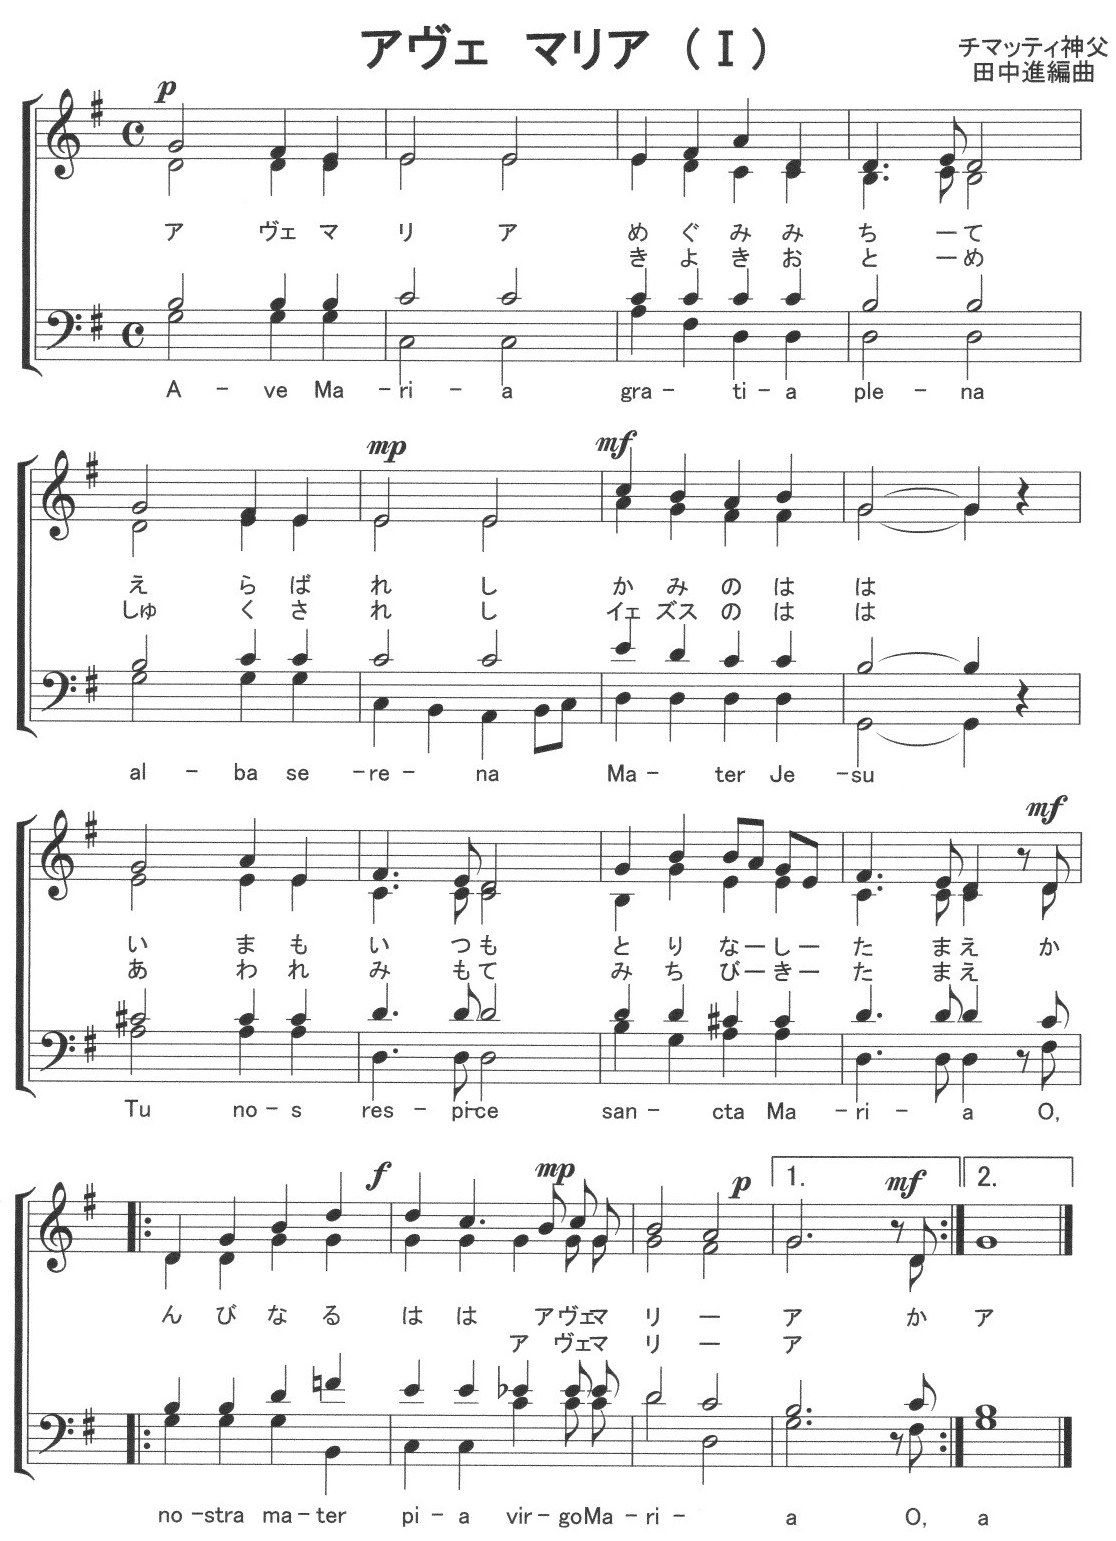 アヴェ マリア (Ⅰ)
チマッティ神父
田中進編曲
p
ア ヴェ マ リ ア め ぐ み み ち ー て
き よ き お と ー め
A - ve Ma - ri - a gra - ti - a ple - na
mp mf
え ら ば れ し か み の は は
しゅ く さ れ し イェ ズス の は は
al - ba se - re - na Ma - ter Je - su
mf
い ま も い つ も と り な ー し ー た ま え か
あ わ れ み も て み ち び ー き ー た ま え
Tu no - s res - pi - ce san - cta Ma - ri - a O,
f mp p 1. mf 2.
ん び な る は は ア ヴェ マ リ ー ア か ア
ア ヴェ マ リ ー ア
no - stra ma - ter pi - a vir - go Ma - ri - a O, a